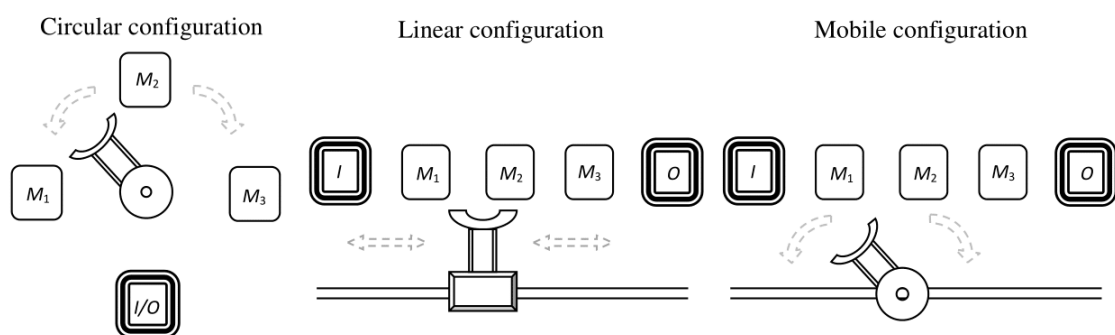 Circular configuration
M₂
M₁
M₃
I/O
Linear configuration
I
M₁
M₂
M₃
O
Mobile configuration
I
M₁
M₂
M₃
O